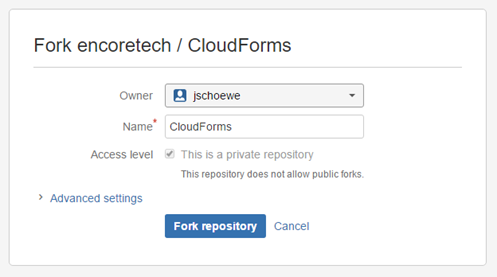 Fork encoretech / CloudForms
Owner jschoewe
Name* CloudForms
Access level This is a private repository
This repository does not allow public forks.
Advanced settings
Fork repository Cancel